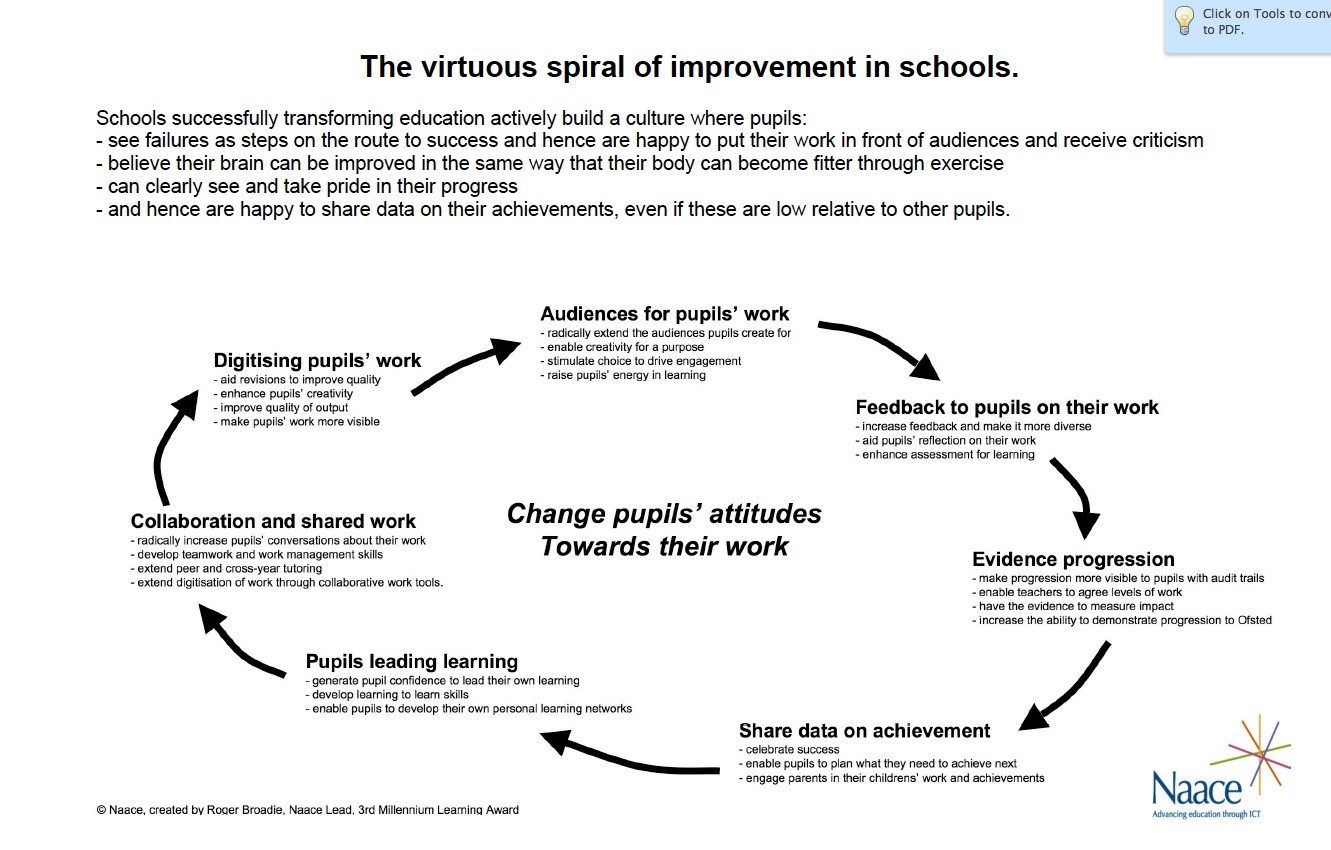 Click on Tools to conv
to PDF.
The virtuous spiral of improvement in schools.
Schools successfully transforming education actively build a culture where pupils:
- see failures as steps on the route to success and hence are happy to put their work in front of audiences and receive criticism
- believe their brain can be improved in the same way that their body can become fitter through exercise
- can clearly see and take pride in their progress
- and hence are happy to share data on their achievements, even if these are low relative to other pupils.
Audiences for pupils' work
- radically extend the audiences pupils create for
- enable creativity for a purpose
- stimulate choice to drive engagement
- raise pupils' energy in learning
Feedback to pupils on their work
- increase feedback and make it more diverse
- aid pupils' reflection on their work
- enhance assessment for learning
Evidence progression
- make progression more visible to pupils with audit trails
- enable teachers to agree levels of work
- have the evidence to measure impact
- increase the ability to demonstrate progression to Ofsted
Share data on achievement
- celebrate success
- enable pupils to plan what they need to achieve next
- engage parents in their childrens' work and achievements
Pupils leading learning
- generate pupil confidence to lead their own learning
- develop learning to learn skills
- enable pupils to develop their own personal learning networks
Collaboration and shared work
- radically increase pupils' conversations about their work
- develop teamwork and work management skills
- extend peer and cross-year tutoring
- extend digitisation of work through collaborative work tools.
Digitising pupils' work
- aid revisions to improve quality
- enhance pupils' creativity
- improve quality of output
- make pupils' work more visible
Change pupils' attitudes
Towards their work
© Naace, created by Roger Broadie, Naace Lead, 3rd Millennium Learning Award
Naace
Advancing education through ICT